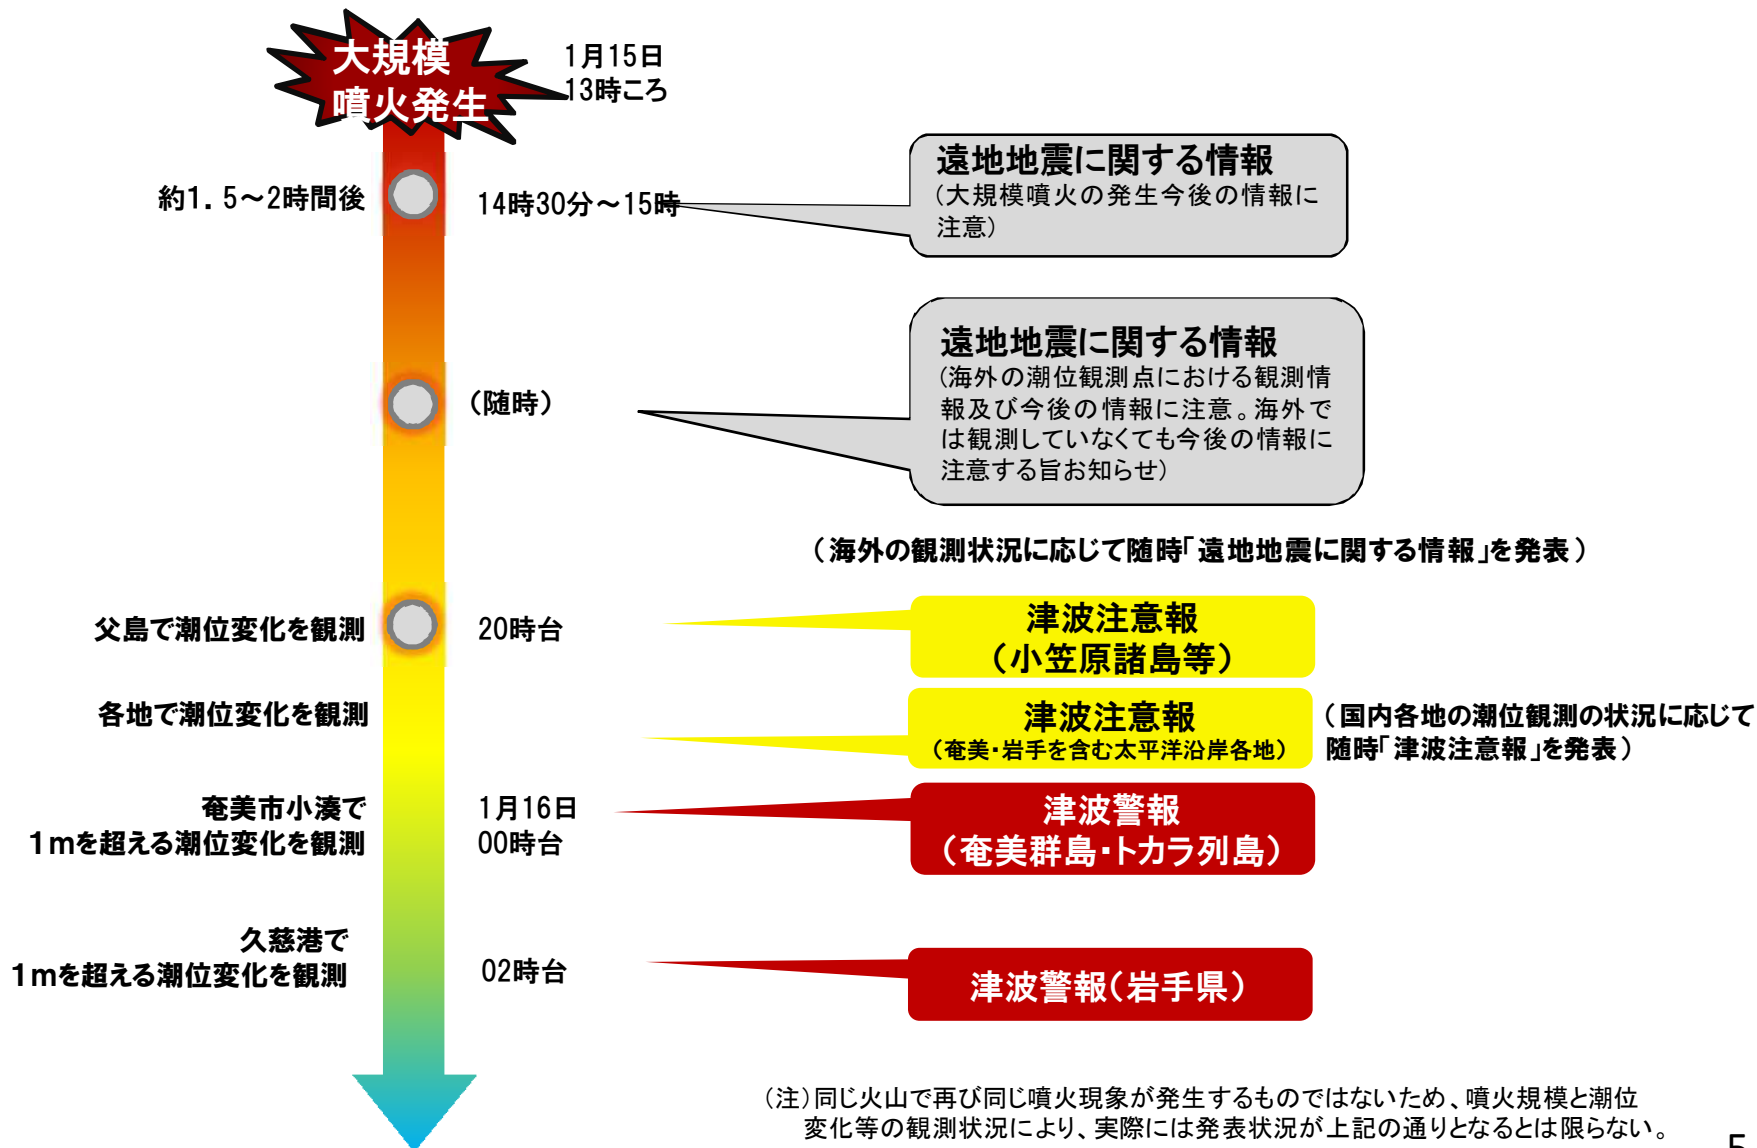 大規模
噴火発生
1月15日
13時ころ
約1.5～2時間後
14時30分～15時
遠地地震に関する情報
(大規模噴火の発生今後の情報に
注意)
(随時)
遠地地震に関する情報
(海外の潮位観測点における観測情
報及び今後の情報に注意。海外で
は観測していなくても今後の情報に
注意する旨お知らせ)
(海外の観測状況に応じて随時「遠地地震に関する情報」を発表)
父島で潮位変化を観測
20時台
津波注意報
(小笠原諸島等)
各地で潮位変化を観測
津波注意報
(奄美・岩手を含む太平洋沿岸各地)
(国内各地の潮位観測の状況に応じて
随時「津波注意報」を発表)
奄美市小湊で
1mを超える潮位変化を観測
1月16日
00時台
津波警報
(奄美群島・トカラ列島)
久慈港で
1mを超える潮位変化を観測
02時台
津波警報(岩手県)
(注)同じ火山で再び同じ噴火現象が発生するものではないため、噴火規模と潮位
変化等の観測状況により、実際には発表状況が上記の通りとなるとは限らない。